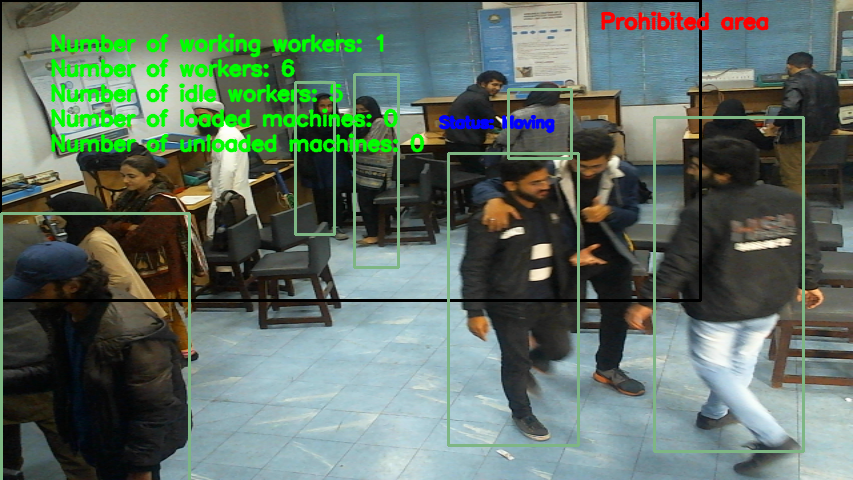 Prohibited area
Number of working workers: 1
Number of workers: 6
Number of idle workers: 5
Number of loaded machines: 0
Status: Moving
Number of unloaded machines: 0